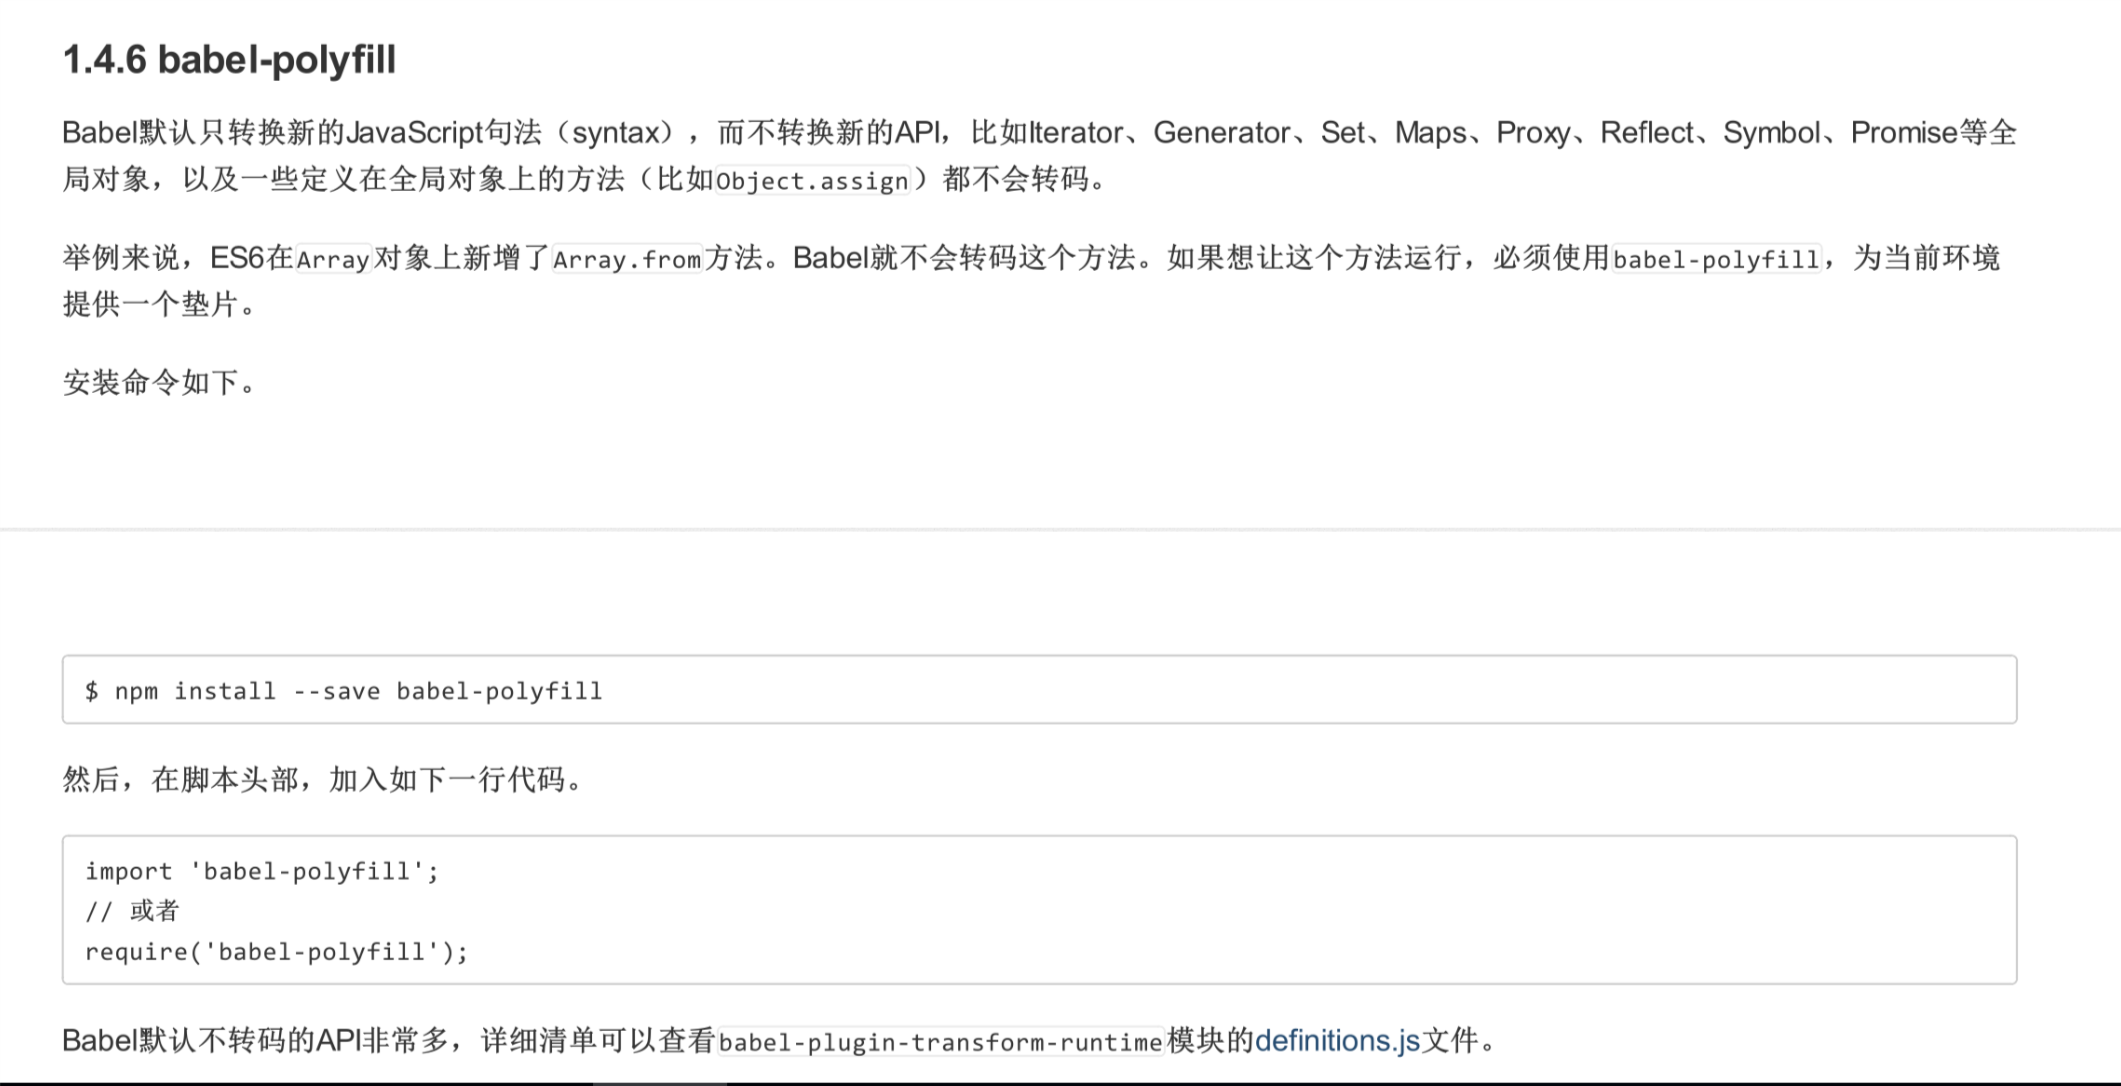 1.4.6 babel-polyfill
Babel默认只转换新的JavaScript句法（syntax），而不转换新的API，比如Iterator、Generator、Set、Maps、Proxy、Reflect、Symbol、Promise等全
局对象，以及一些定义在全局对象上的方法（比如Object.assign）都不会转码。
举例来说，ES6在Array对象上新增了Array.from方法。Babel就不会转码这个方法。如果想让这个方法运行，必须使用babel-polyfill，为当前环境
提供一个垫片。
安装命令如下。
$ npm install --save babel-polyfill
然后，在脚本头部，加入如下一行代码。
import 'babel-polyfill';
// 或者
require('babel-polyfill');
Babel默认不转码的API非常多，详细清单可以查看babel-plugin-transform-runtime模块的definitions.js文件。